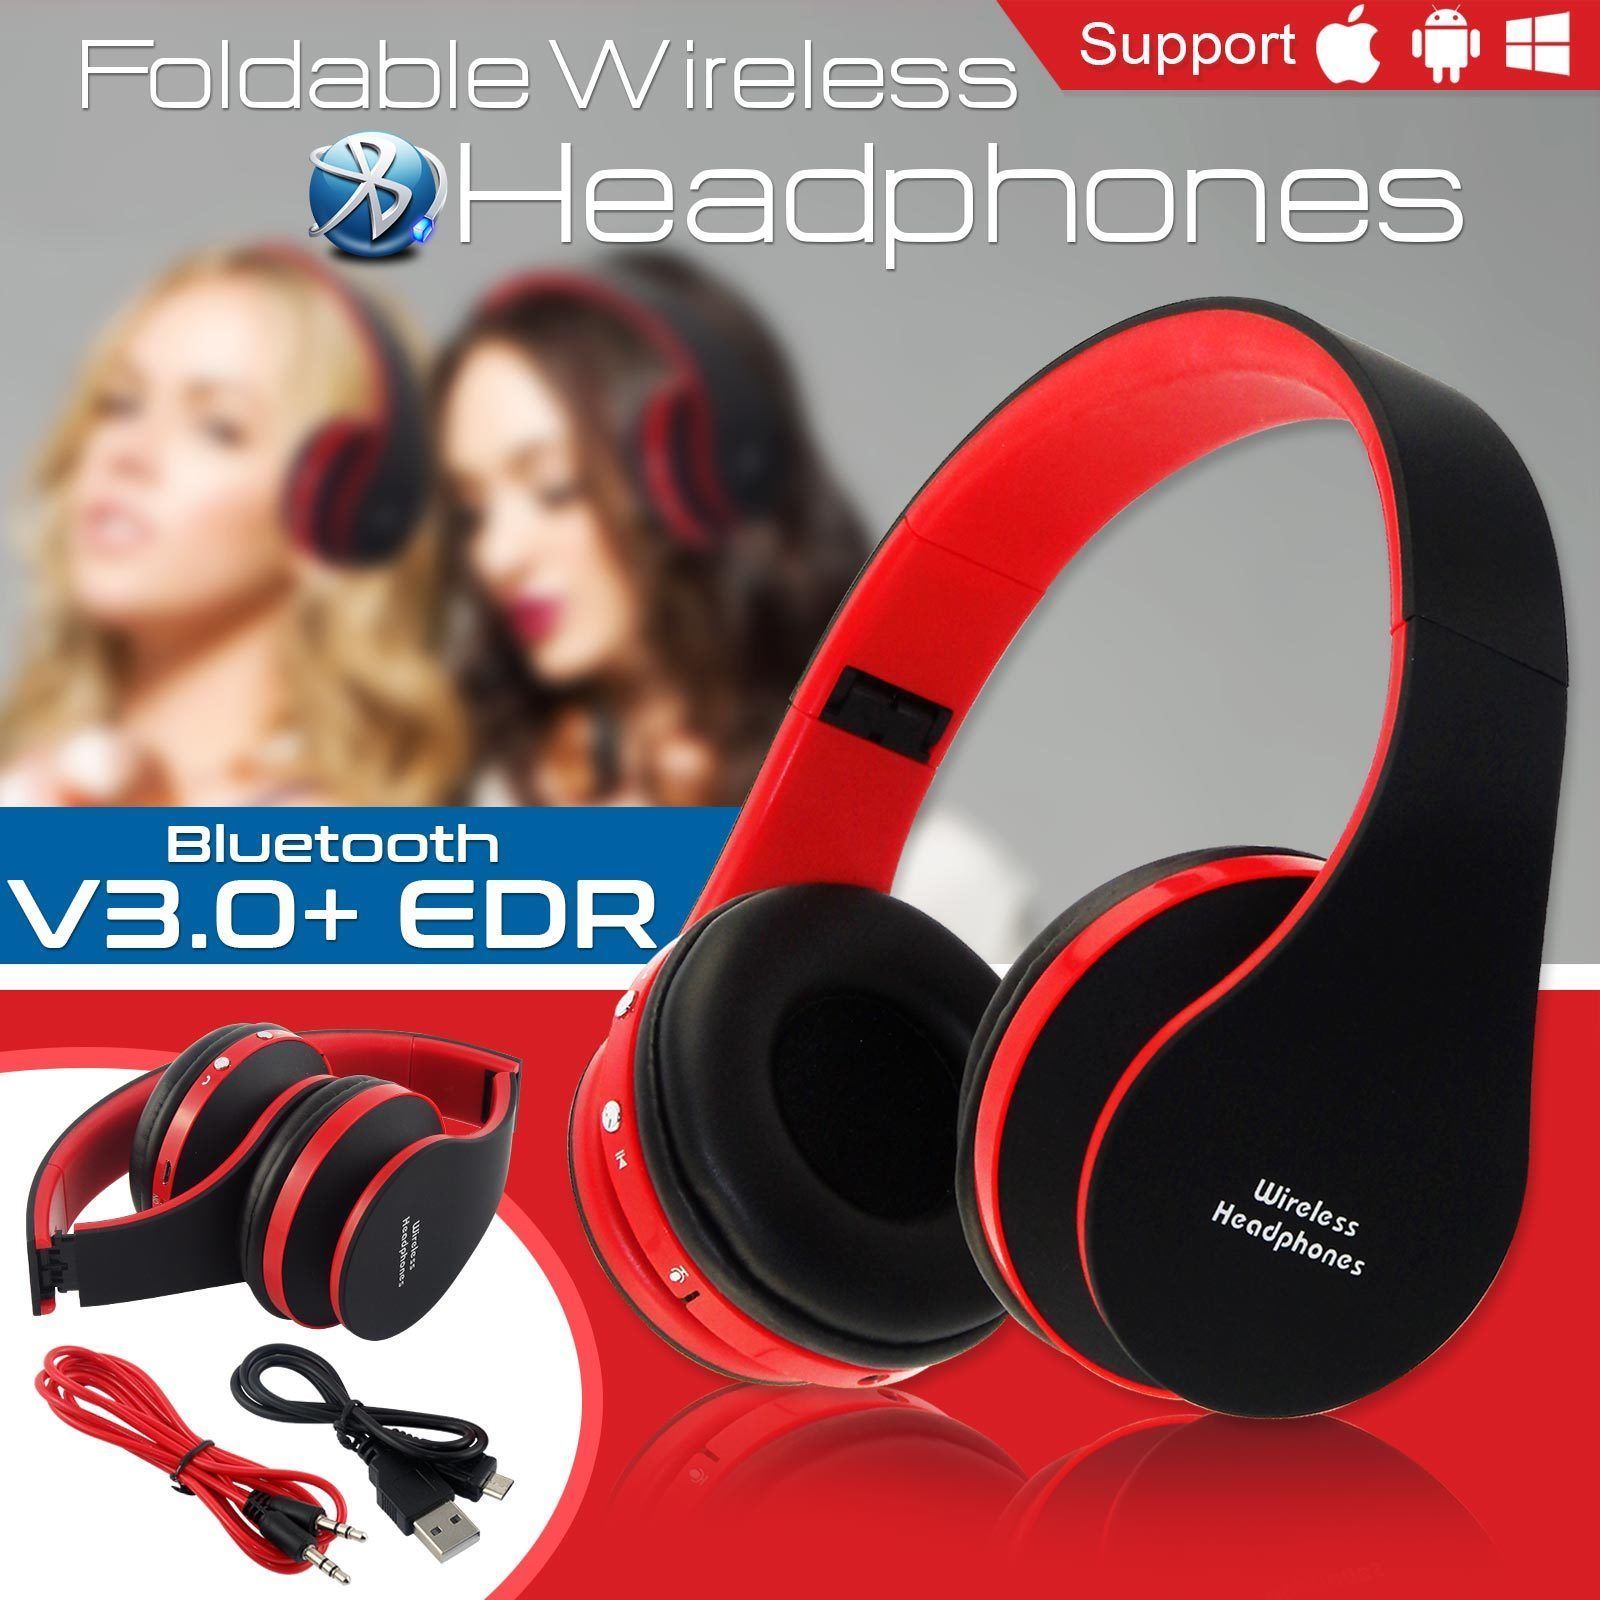 Support
Foldable Wireless
Headphones
Bluetooth
V3.0+ EDR
Wireless
Headphones
Wireless
Headphones